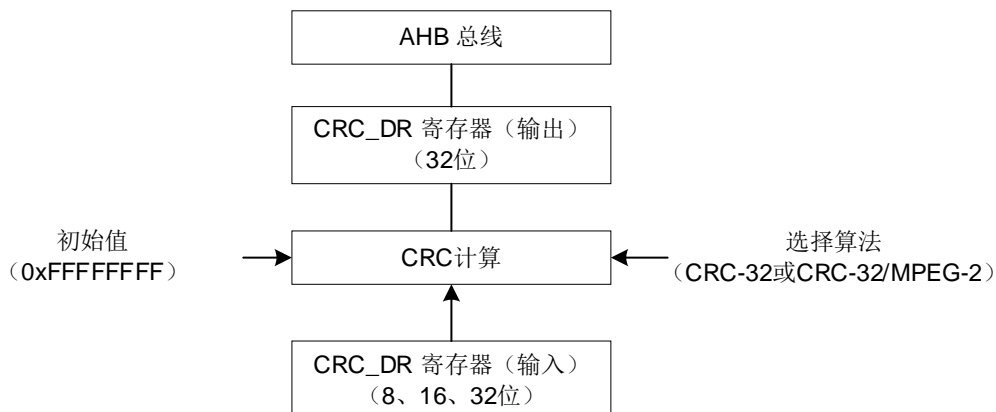 AHB 总线
CRC_DR 寄存器（输出）
（32位）
初始值
（0xFFFFFFFF）
CRC计算
选择算法
（CRC-32或CRC-32/MPEG-2）
CRC_DR 寄存器（输入）
（8、16、32位）